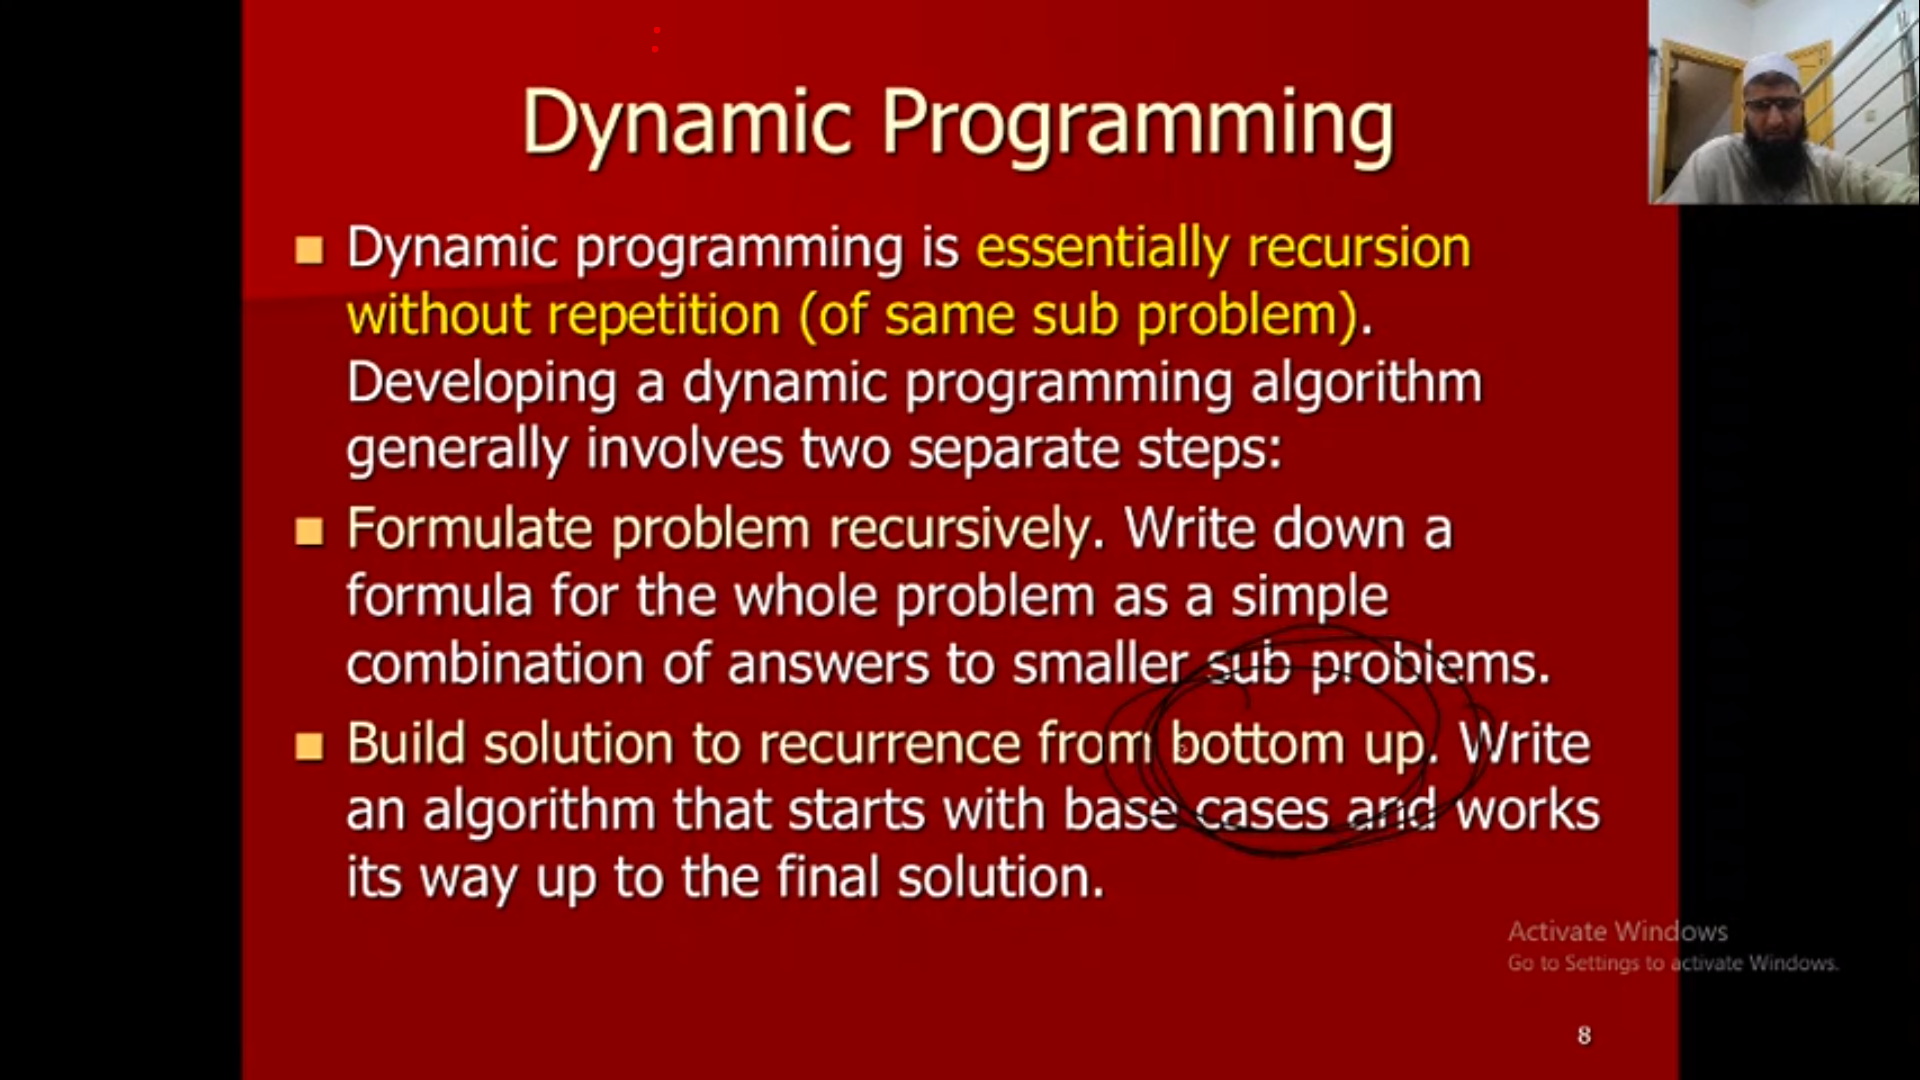 Dynamic Programming
Dynamic programming is essentially recursion
without repetition (of same sub problem).
Developing a dynamic programming algorithm
generally involves two separate steps:
Formulate problem recursively. Write down a
formula for the whole problem as a simple
combination of answers to smaller sub problems.
Build solution to recurrence from bottom up. Write
an algorithm that starts with base cases and works
its way up to the final solution.
Activate Windows
Go to Settings to activate Windows.
8